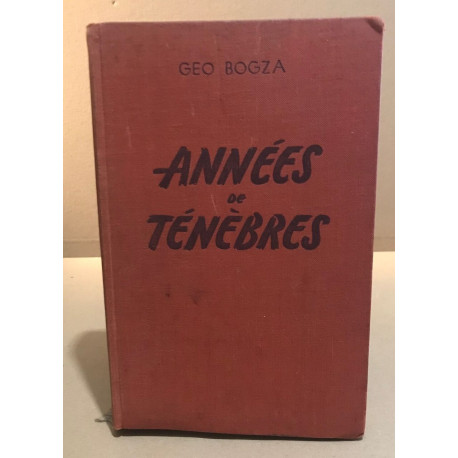 GEO BOGZA
ANNÉES
DE
TÉNÈBRES